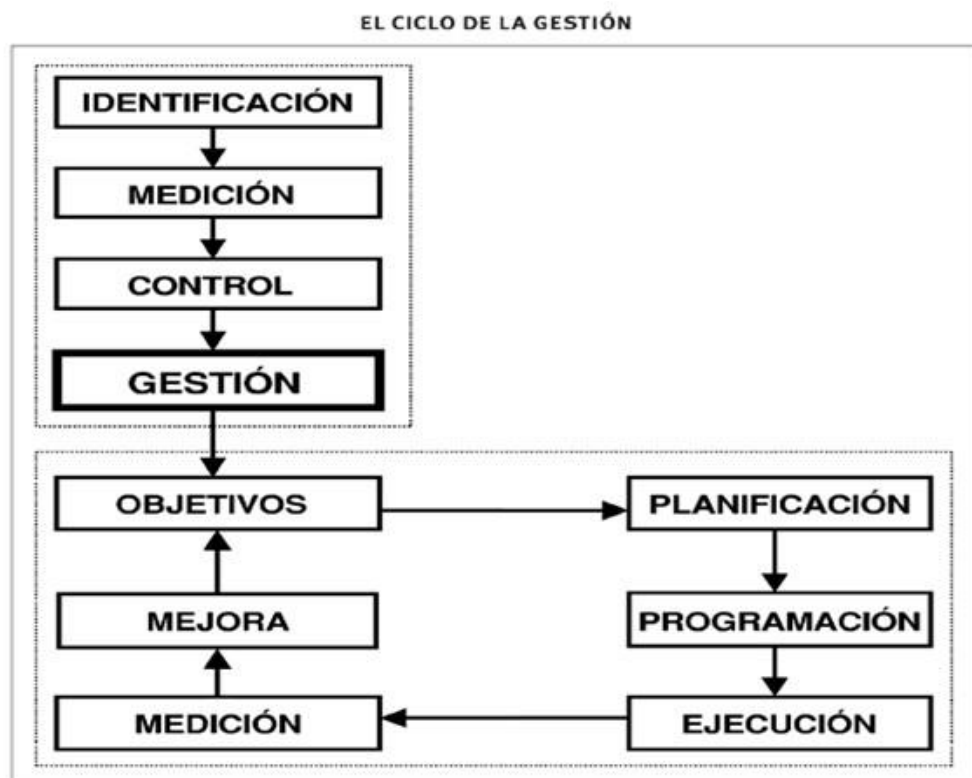 EL CICLO DE LA GESTIÓN
IDENTIFICACIÓN
MEDICIÓN
CONTROL
GESTIÓN
OBJETIVOS
PLANIFICACIÓN
MEJORA
PROGRAMACIÓN
MEDICIÓN
EJECUCIÓN